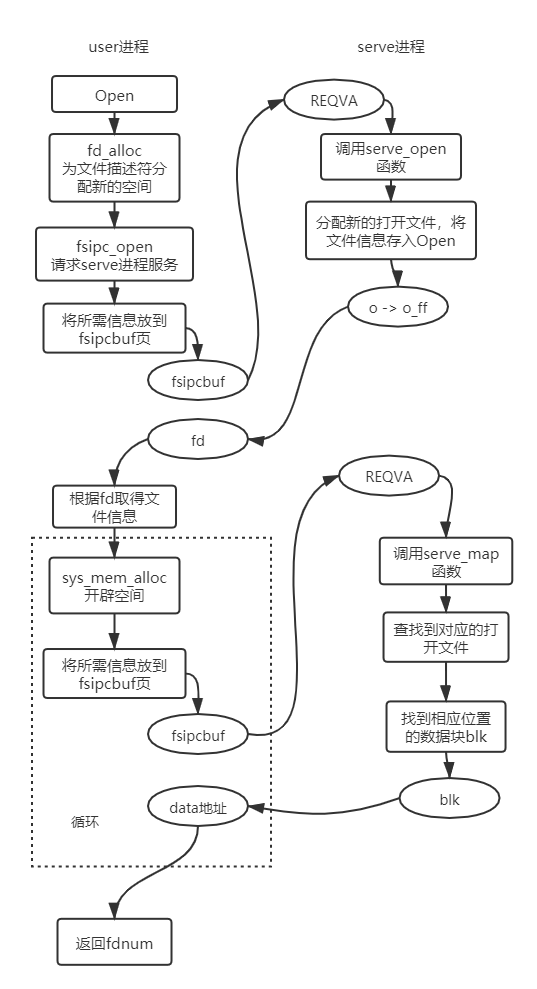 user进程
serve进程
Open
REQVA
fd_alloc
为文件描述符分
配新的空间
调用serve_open
函数
fsipc_open
请求serve进程服务
分配新的打开文件，将
文件信息存入Open
将所需信息放到
fsipcbuf页
o -> o_ff
fsipcbuf
fd
REQVA
根据fd取得文
件信息
sys_mem_alloc
开辟空间
调用serve_map
函数
将所需信息放到
fsipcbuf页
查找到对应的打
开文件
fsipcbuf
找到相应位置
的数据块blk
data地址
blk
循环
返回fdnum